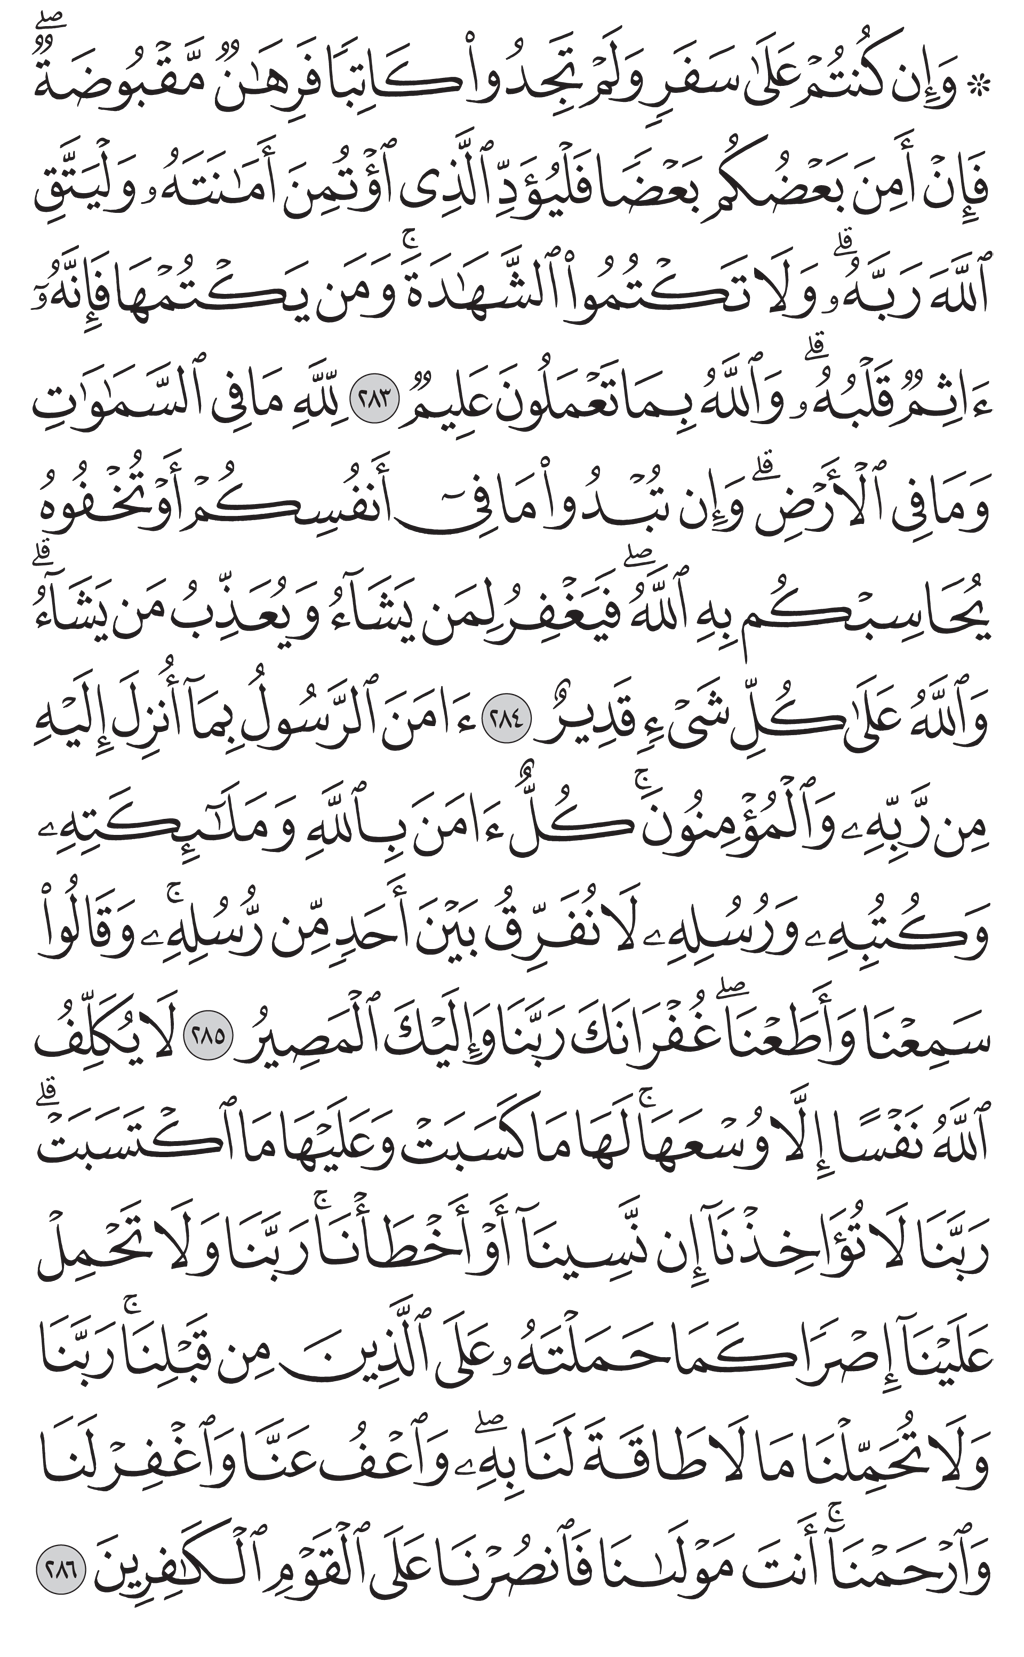 ۞ وَإِن كُنتُمْ عَلَىٰ سَفَرٍ وَلَمْ تَجِدُوا۟ كَاتِبًا فَرِهَـٰنٌ مَّقْبُوضَةٌ ۖ
فَإِنْ أَمِنَ بَعْضُكُم بَعْضًا فَلْيُؤَدِّ ٱلَّذِى ٱؤْتُمِنَ أَمَـٰنَتَهُۥ وَلْيَتَّقِ
ٱللَّهَ رَبَّهُۥ ۗ وَلَا تَكْتُمُوا۟ ٱلشَّهَـٰدَةَ ۚ وَمَن يَكْتُمْهَا فَإِنَّهُۥٓ
ءَاثِمٌ قَلْبُهُۥ ۗ وَٱللَّهُ بِمَا تَعْمَلُونَ عَلِيمٌ ٢٨٣ لِّلَّهِ مَا فِى ٱلسَّمَـٰوَٰتِ
وَمَا فِى ٱلْأَرْضِ ۗ وَإِن تُبْدُوا۟ مَا فِىٓ أَنفُسِكُمْ أَوْ تُخْفُوهُ
يُحَاسِبْكُم بِهِ ٱللَّهُ ۖ فَيَغْفِرُ لِمَن يَشَآءُ وَيُعَذِّبُ مَن يَشَآءُ ۗ
وَٱللَّهُ عَلَىٰ كُلِّ شَىْءٍ قَدِيرٌ ٢٨٤ ءَامَنَ ٱلرَّسُولُ بِمَآ أُنزِلَ إِلَيْهِ
مِن رَّبِّهِۦ وَٱلْمُؤْمِنُونَ ۚ كُلٌّ ءَامَنَ بِٱللَّهِ وَمَلَـٰٓئِكَتِهِۦ
وَكُتُبِهِۦ وَرُسُلِهِۦ لَا نُفَرِّقُ بَيْنَ أَحَدٍ مِّن رُّسُلِهِۦ ۚ وَقَالُوا۟
سَمِعْنَا وَأَطَعْنَا ۖ غُفْرَانَكَ رَبَّنَا وَإِلَيْكَ ٱلْمَصِيرُ ٢٨٥ لَا يُكَلِّفُ
ٱللَّهُ نَفْسًا إِلَّا وُسْعَهَا ۚ لَهَا مَا كَسَبَتْ وَعَلَيْهَا مَا ٱكْتَسَبَتْ ۗ
رَبَّنَا لَا تُؤَاخِذْنَآ إِن نَّسِينَآ أَوْ أَخْطَأْنَا ۚ رَبَّنَا وَلَا تَحْمِلْ
عَلَيْنَآ إِصْرًا كَمَا حَمَلْتَهُۥ عَلَى ٱلَّذِينَ مِن قَبْلِنَا ۚ رَبَّنَا
وَلَا تُحَمِّلْنَا مَا لَا طَاقَةَ لَنَا بِهِۦ ۖ وَٱعْفُ عَنَّا وَٱغْفِرْ لَنَا
وَٱرْحَمْنَآ ۚ أَنتَ مَوْلَىٰنَا فَٱنصُرْنَا عَلَى ٱلْقَوْمِ ٱلْكَـٰفِرِينَ ٢٨٦